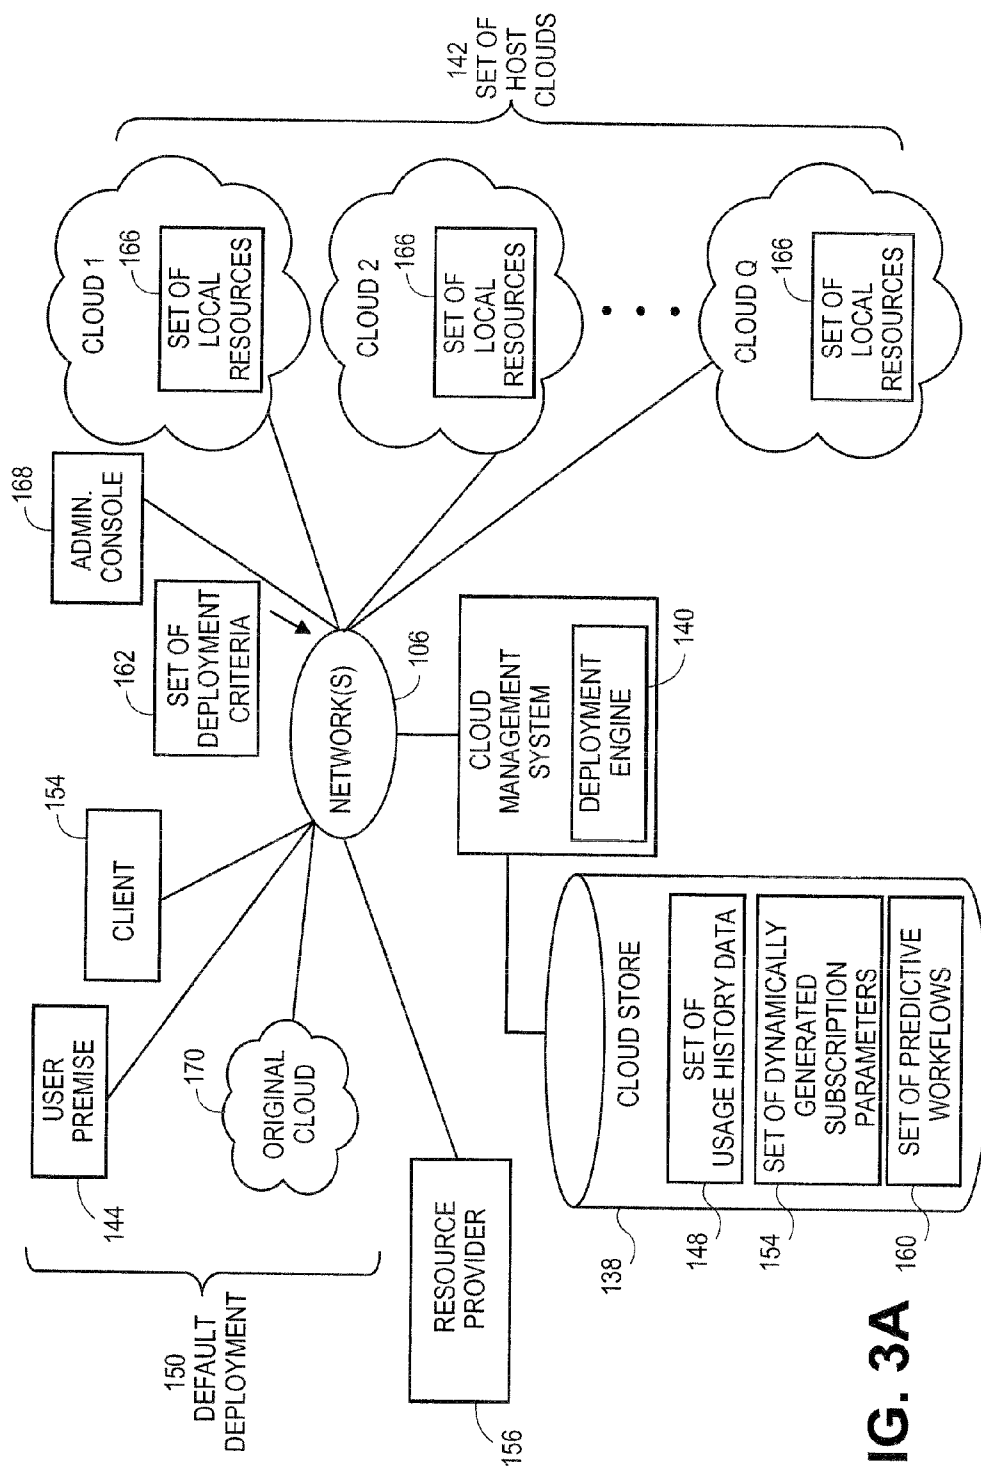 150
DEFAULT
DEPLOYMENT
144
USER
PREMISE
CLIENT
154
170
ORIGINAL
CLOUD
156
RESOURCE
PROVIDER
162
SET OF
DEPLOYMENT
CRITERIA
168
ADMIN.
CONSOLE
NETWORK(S)
106
CLOUD 1
166
SET OF
LOCAL
RESOURCES
CLOUD 2
166
SET OF
LOCAL
RESOURCES
CLOUD Q
166
SET OF
LOCAL
RESOURCES
142
SET OF
HOST
CLOUDS
CLOUD
MANAGEMENT
SYSTEM
DEPLOYMENT
ENGINE
140
CLOUD STORE
138
SET OF
USAGE HISTORY DATA
148
SET OF DYNAMICALLY
GENERATED
SUBSCRIPTION
PARAMETERS
154
SET OF PREDICTIVE
WORKFLOWS
160
IG. 3A